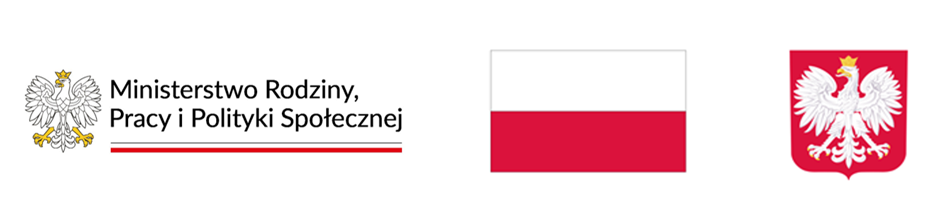 Ministerstwo Rodziny,
Pracy i Polityki Społecznej